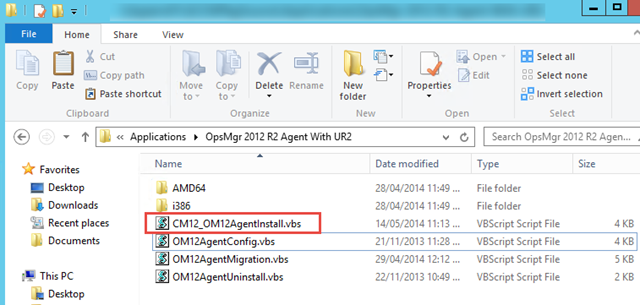 File Home Share View
Copy
Paste
Cut
Copy path
Paste shortcut
Clipboard
Move to
Copy to
Delete
Rename
Organize
New folder
New
Properties
Open
Edit
History
Open
Select all
Select none
Invert selection
Select
« Applications OpsMgr 2012 R2 Agent With UR2
Search OpsMgr 2012 R2 Agen...
Favorites
Desktop
Downloads
Recent places
This PC
Desktop
Name Date modified Type Size
AMD64 28/04/2014 11:49 ... File folder
i386 28/04/2014 11:49 ... File folder
CM12_OM12AgentInstall.vbs 14/05/2014 11:13 ... VBScript Script File 4 KB
OM12AgentConfig.vbs 21/11/2013 11:28 ... VBScript Script File 4 KB
OM12AgentMigration.vbs 29/04/2014 12:12 ... VBScript Script File 5 KB
OM12AgentUninstall.vbs 22/11/2013 10:49 ... VBScript Script File 2 KB